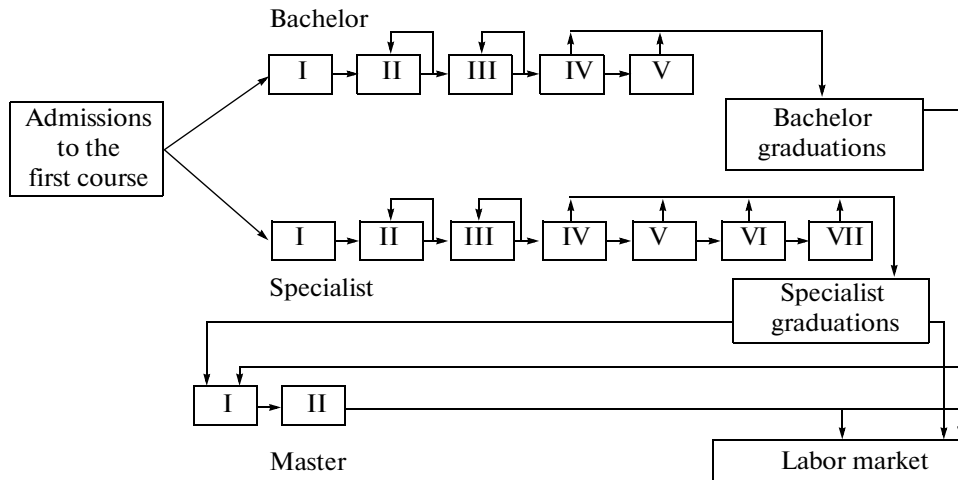 Bachelor
I II III IV V
Admissions
to the
first course
Bachelor
graduations
I II III IV V VI VII
Specialist
Specialist
graduations
I II
Master
Labor market